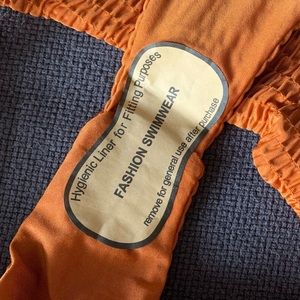 Hygienic Liner for Fitting Purposes
FASHION SWIMWEAR
remove for general use after purchase